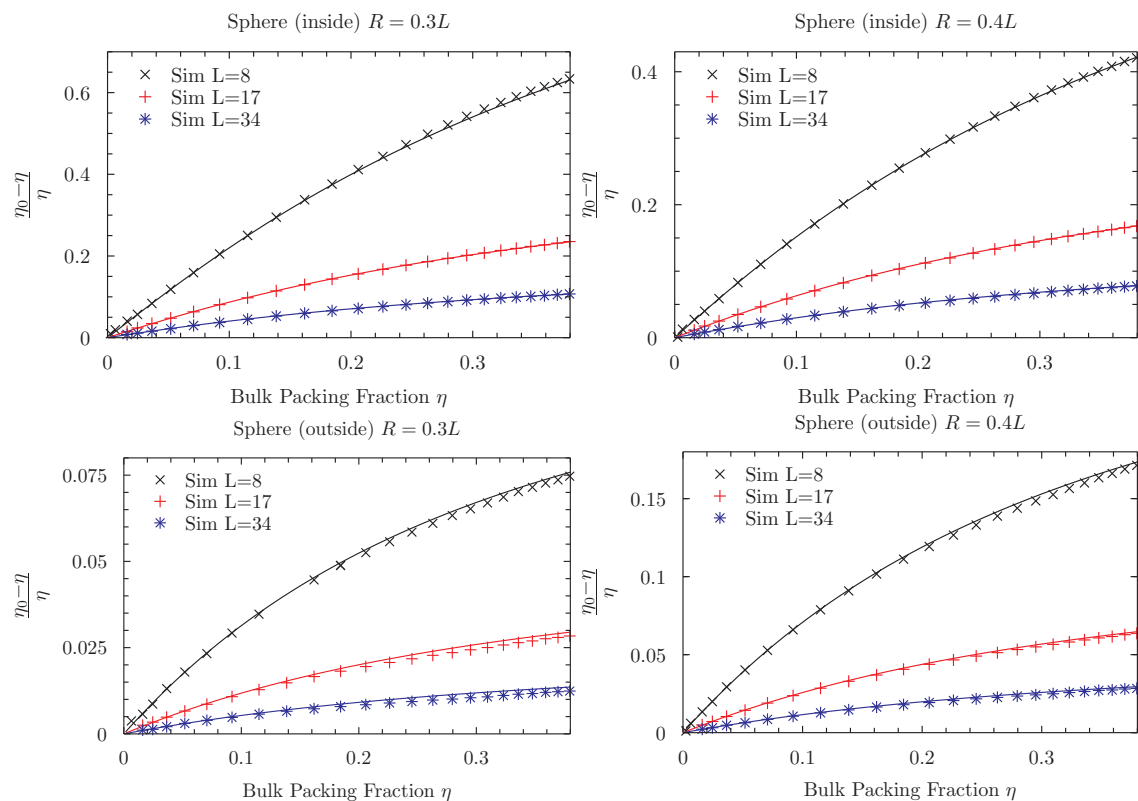 Sphere (inside) R = 0.3L
Sim L=8
Sim L=17
Sim L=34
0.6
0.4
0.2
0
η₀−η
η
0
0.1
0.2
0.3
Bulk Packing Fraction η
Sphere (inside) R = 0.4L
Sim L=8
Sim L=17
Sim L=34
0.4
0.2
0
η₀−η
η
0.1
0.2
0.3
Bulk Packing Fraction η
Sphere (outside) R = 0.3L
Sim L=8
Sim L=17
Sim L=34
0.075
0.05
0.025
0
η₀−η
η
0
0.1
0.2
0.3
Bulk Packing Fraction η
Sphere (outside) R = 0.4L
Sim L=8
Sim L=17
Sim L=34
0.15
0.1
0.05
0
η₀−η
η
0
0.1
0.2
0.3
Bulk Packing Fraction η